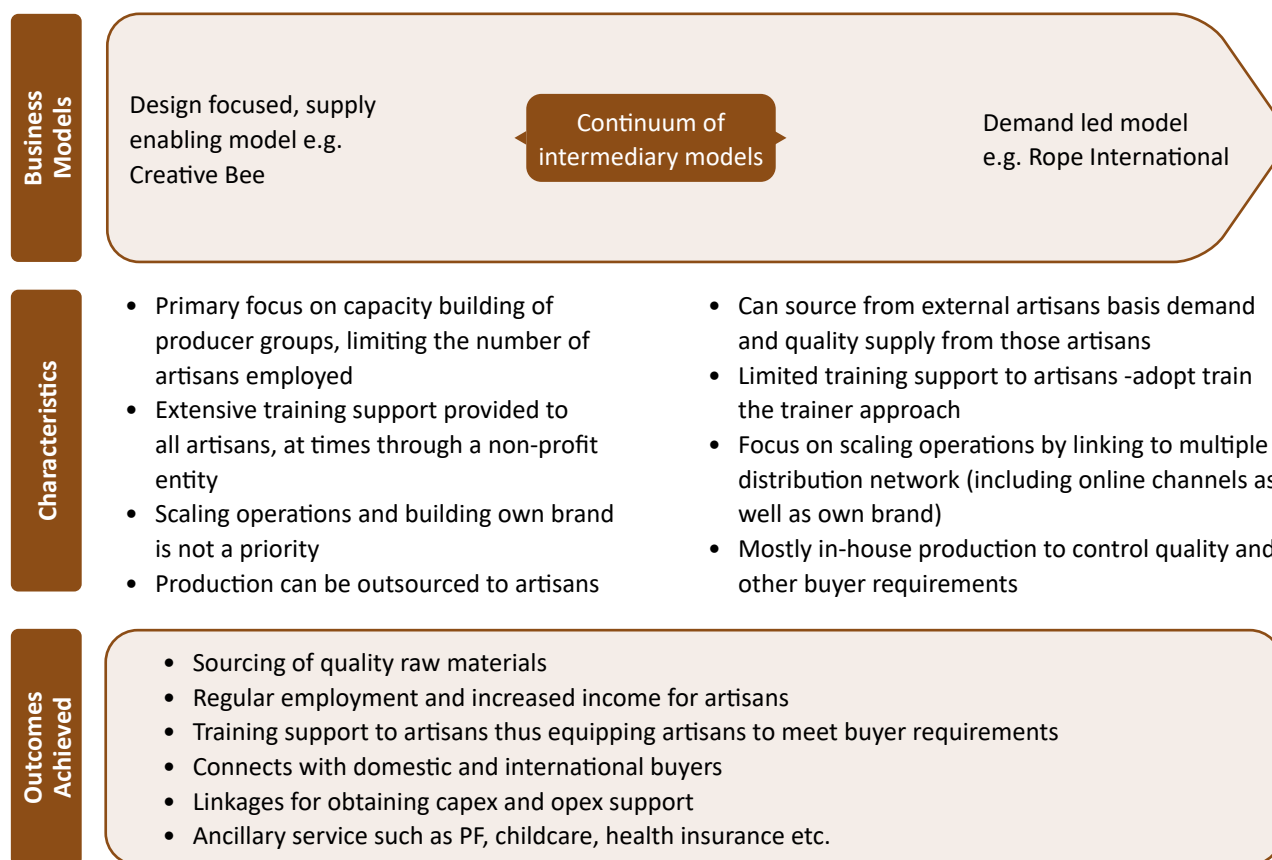 Business
Models
Design focused, supply
enabling model e.g.
Creative Bee
Continuum of
intermediary models
Demand led model
e.g. Rope International
Characteristics
• Primary focus on capacity building of
producer groups, limiting the number of
artisans employed
• Extensive training support provided to
all artisans, at times through a non-profit
entity
• Scaling operations and building own brand
is not a priority
• Production can be outsourced to artisans
• Can source from external artisans basis demand
and quality supply from those artisans
• Limited training support to artisans -adopt train
the trainer approach
• Focus on scaling operations by linking to multiple
distribution network (including online channels as
well as own brand)
• Mostly in-house production to control quality and
other buyer requirements
Outcomes
Achieved
• Sourcing of quality raw materials
• Regular employment and increased income for artisans
• Training support to artisans thus equipping artisans to meet buyer requirements
• Connects with domestic and international buyers
• Linkages for obtaining capex and opex support
• Ancillary service such as PF, childcare, health insurance etc.